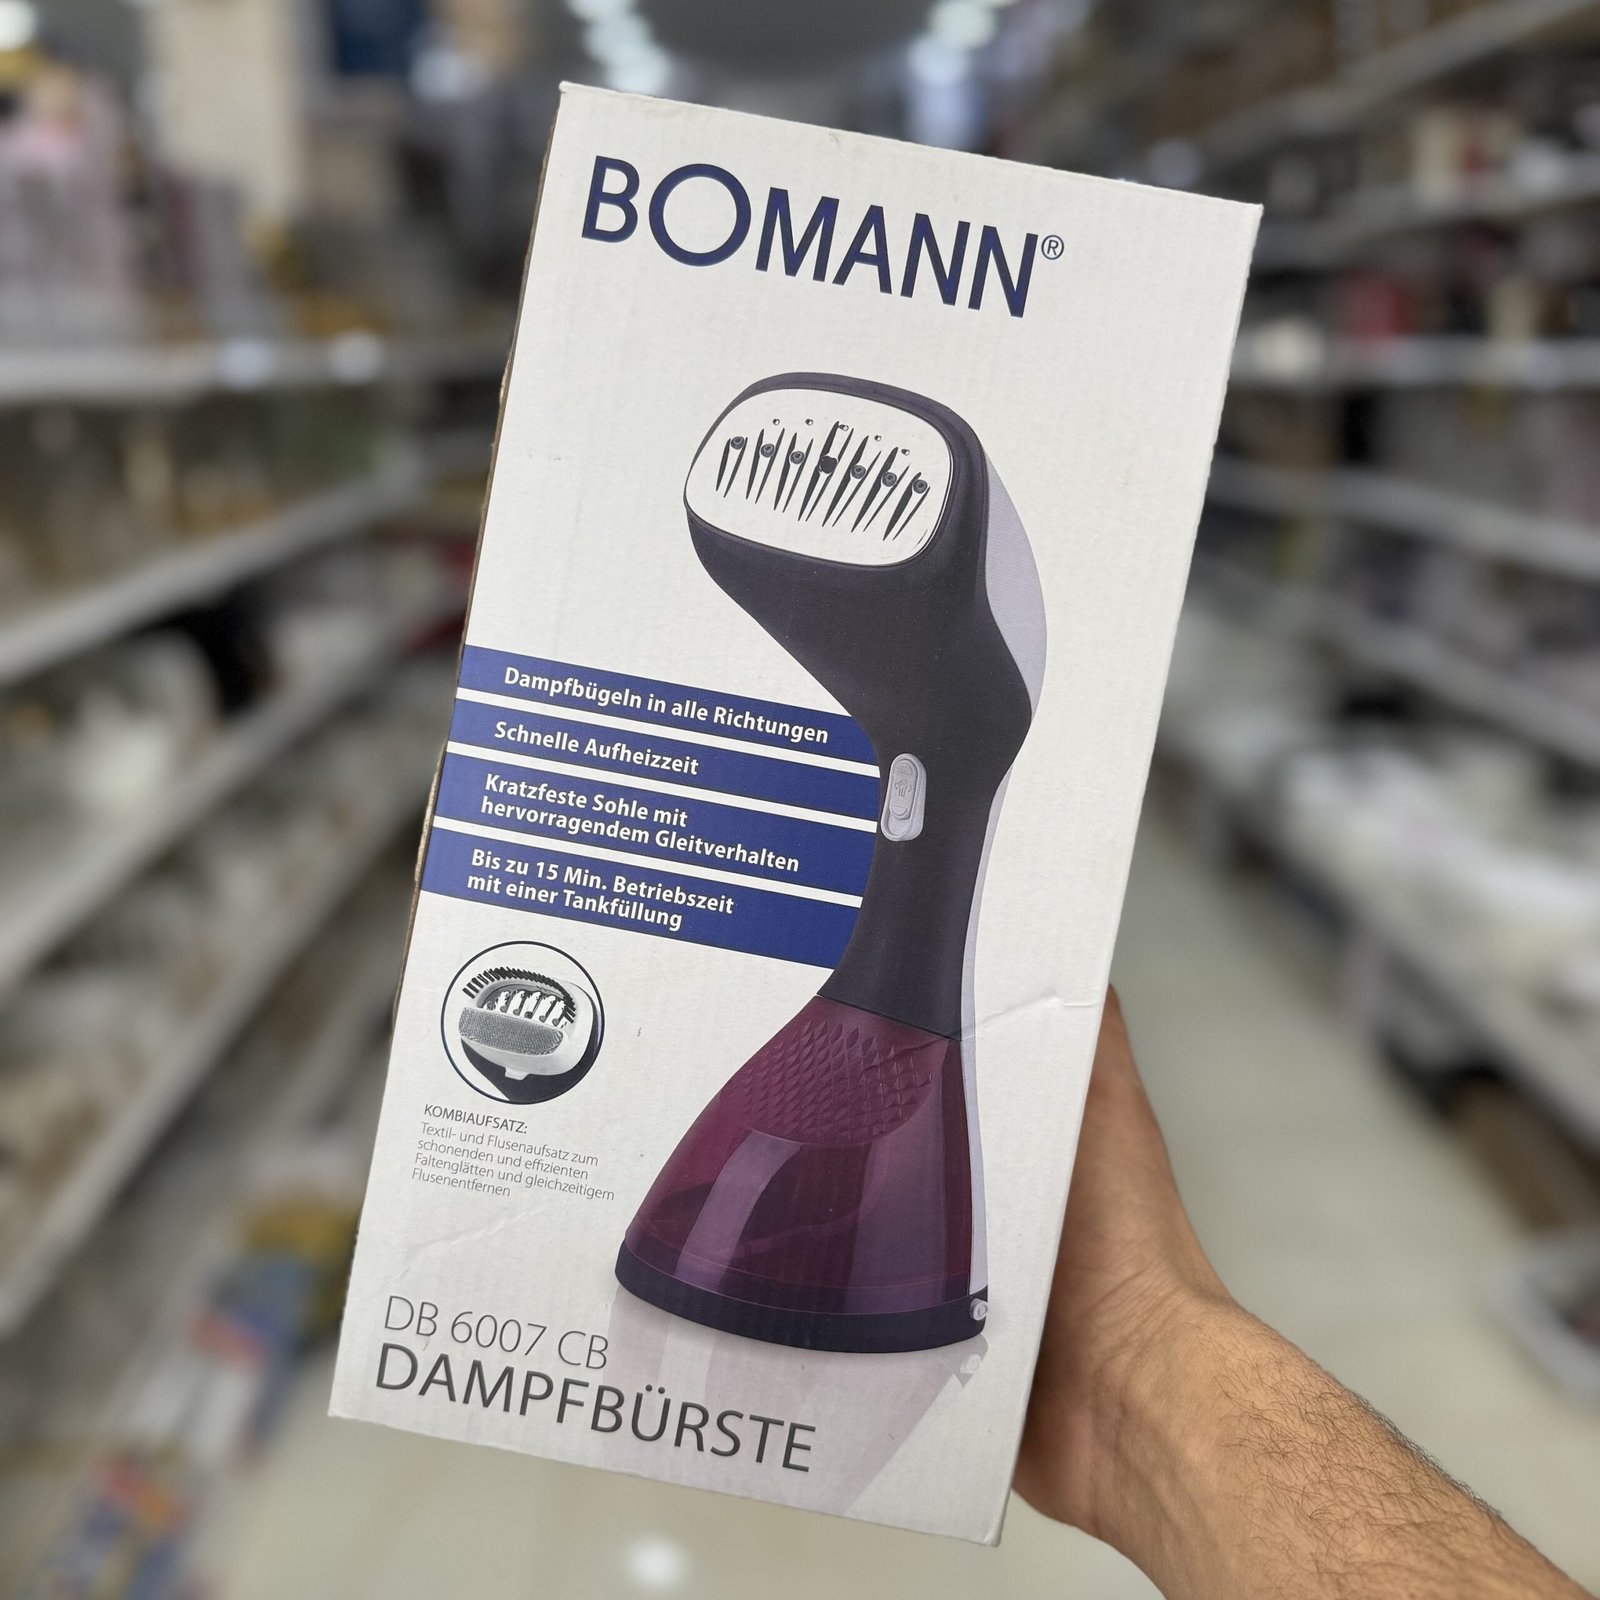 BOMANN®
Dampfbügeln in alle Richtungen
Schnelle Aufheizzeit
Kratzfeste Sohle mit
hervorragendem Gleitverhalten
Bis zu 15 Min. Betriebszeit
mit einer Tankfüllung
KOMBIAUFSATZ:
Textil- und Flusenaufsatz zum
schonenden und effizienten
Faltenglätten und gleichzeitigem
Flusenentfernen
DB 6007 CB
DAMPFBÜRSTE